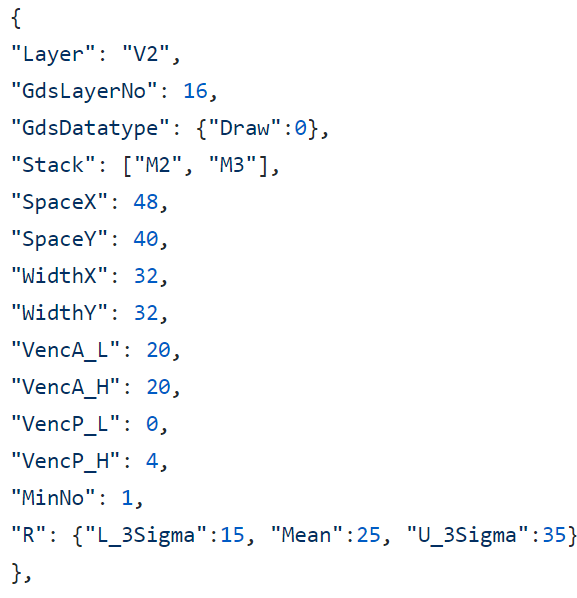 {
"Layer": "V2",
"GdsLayerNo": 16,
"GdsDatatype": {"Draw":0},
"Stack": ["M2", "M3"],
"SpaceX": 48,
"SpaceY": 40,
"WidthX": 32,
"WidthY": 32,
"VencA_L": 20,
"VencA_H": 20,
"VencP_L": 0,
"VencP_H": 4,
"MinNo": 1,
"R": {"L_3Sigma":15, "Mean":25, "U_3Sigma":35}
},